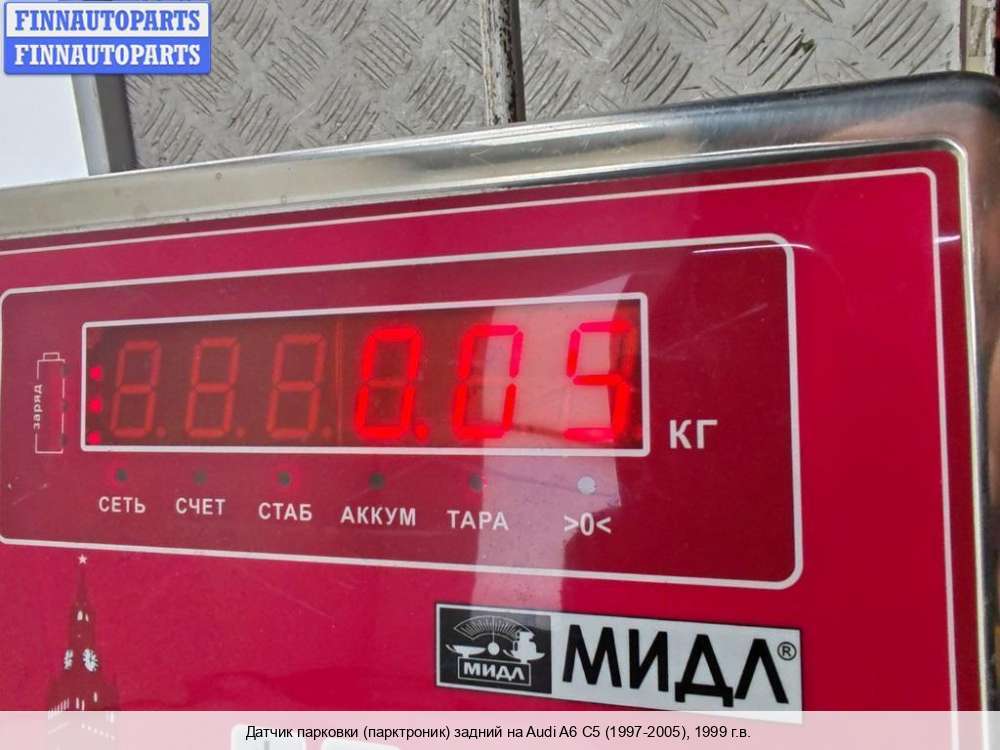 FINNAUTOPARTS
FINNAUTOPARTS
заряд
0.05 КГ
СЕТЬ СЧЕТ СТАБ АККУМ ТАРА >0<
МИДЛ МИДЛ®
Датчик парковки (парктроник) задний на Audi A6 C5 (1997-2005), 1999 г.в.